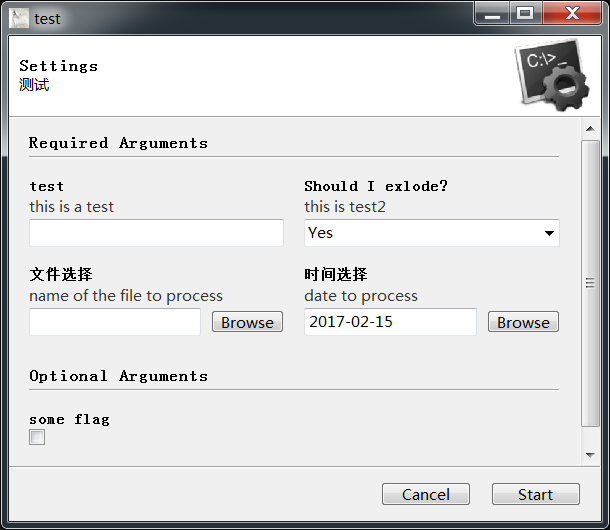 test
Settings
测试
C:\>_
Required Arguments
test
this is a test
Should I exlode?
this is test2
Yes
文件选择
name of the file to process
Browse
时间选择
date to process
2017-02-15
Browse
Optional Arguments
some flag
Cancel
Start